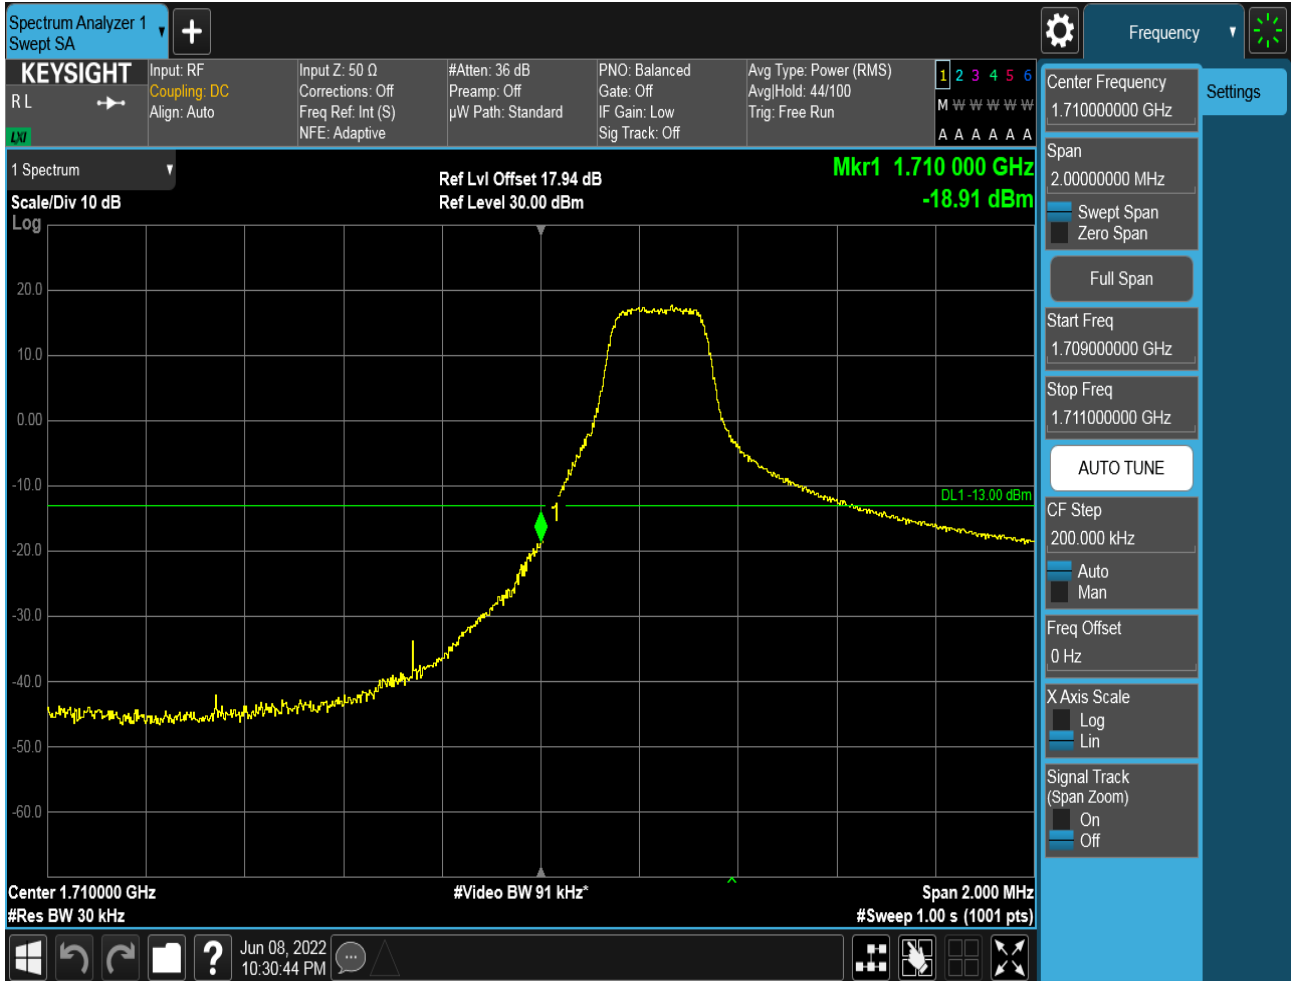 Spectrum Analyzer 1
Swept SA
Frequency
KEYSIGHT
R L
LXI
Input: RF
Coupling: DC
Align: Auto
Input Z: 50 Ω
Corrections: Off
Freq Ref: Int (S)
NFE: Adaptive
#Atten: 36 dB
Preamp: Off
µW Path: Standard
PNO: Balanced
Gate: Off
IF Gain: Low
Sig Track: Off
Avg Type: Power (RMS)
Avg|Hold: 44/100
Trig: Free Run
1 2 3 4 5 6
M W W W W W
A A A A A A
1 Spectrum
Scale/Div 10 dB
Log
Ref Lvl Offset 17.94 dB
Ref Level 30.00 dBm
Mkr1 1.710 000 GHz
-18.91 dBm
20.0
10.0
0.00
-10.0
-20.0
-30.0
-40.0
-50.0
-60.0
DL1 -13.00 dBm
1
Center 1.710000 GHz
#Res BW 30 kHz
#Video BW 91 kHz*
Span 2.000 MHz
#Sweep 1.00 s (1001 pts)
Jun 08, 2022
10:30:44 PM
Center Frequency
1.710000000 GHz
Span
2.00000000 MHz
Swept Span
Zero Span
Full Span
Start Freq
1.709000000 GHz
Stop Freq
1.711000000 GHz
AUTO TUNE
CF Step
200.000 kHz
Auto
Man
Freq Offset
0 Hz
X Axis Scale
Log
Lin
Signal Track
(Span Zoom)
On
Off
Settings